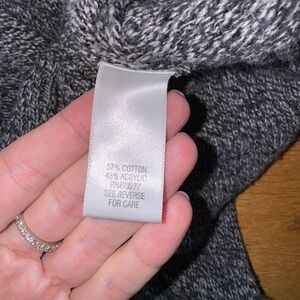 57% COTTON
43% ACRYLIC
RN#73277
SEE REVERSE
FOR CARE